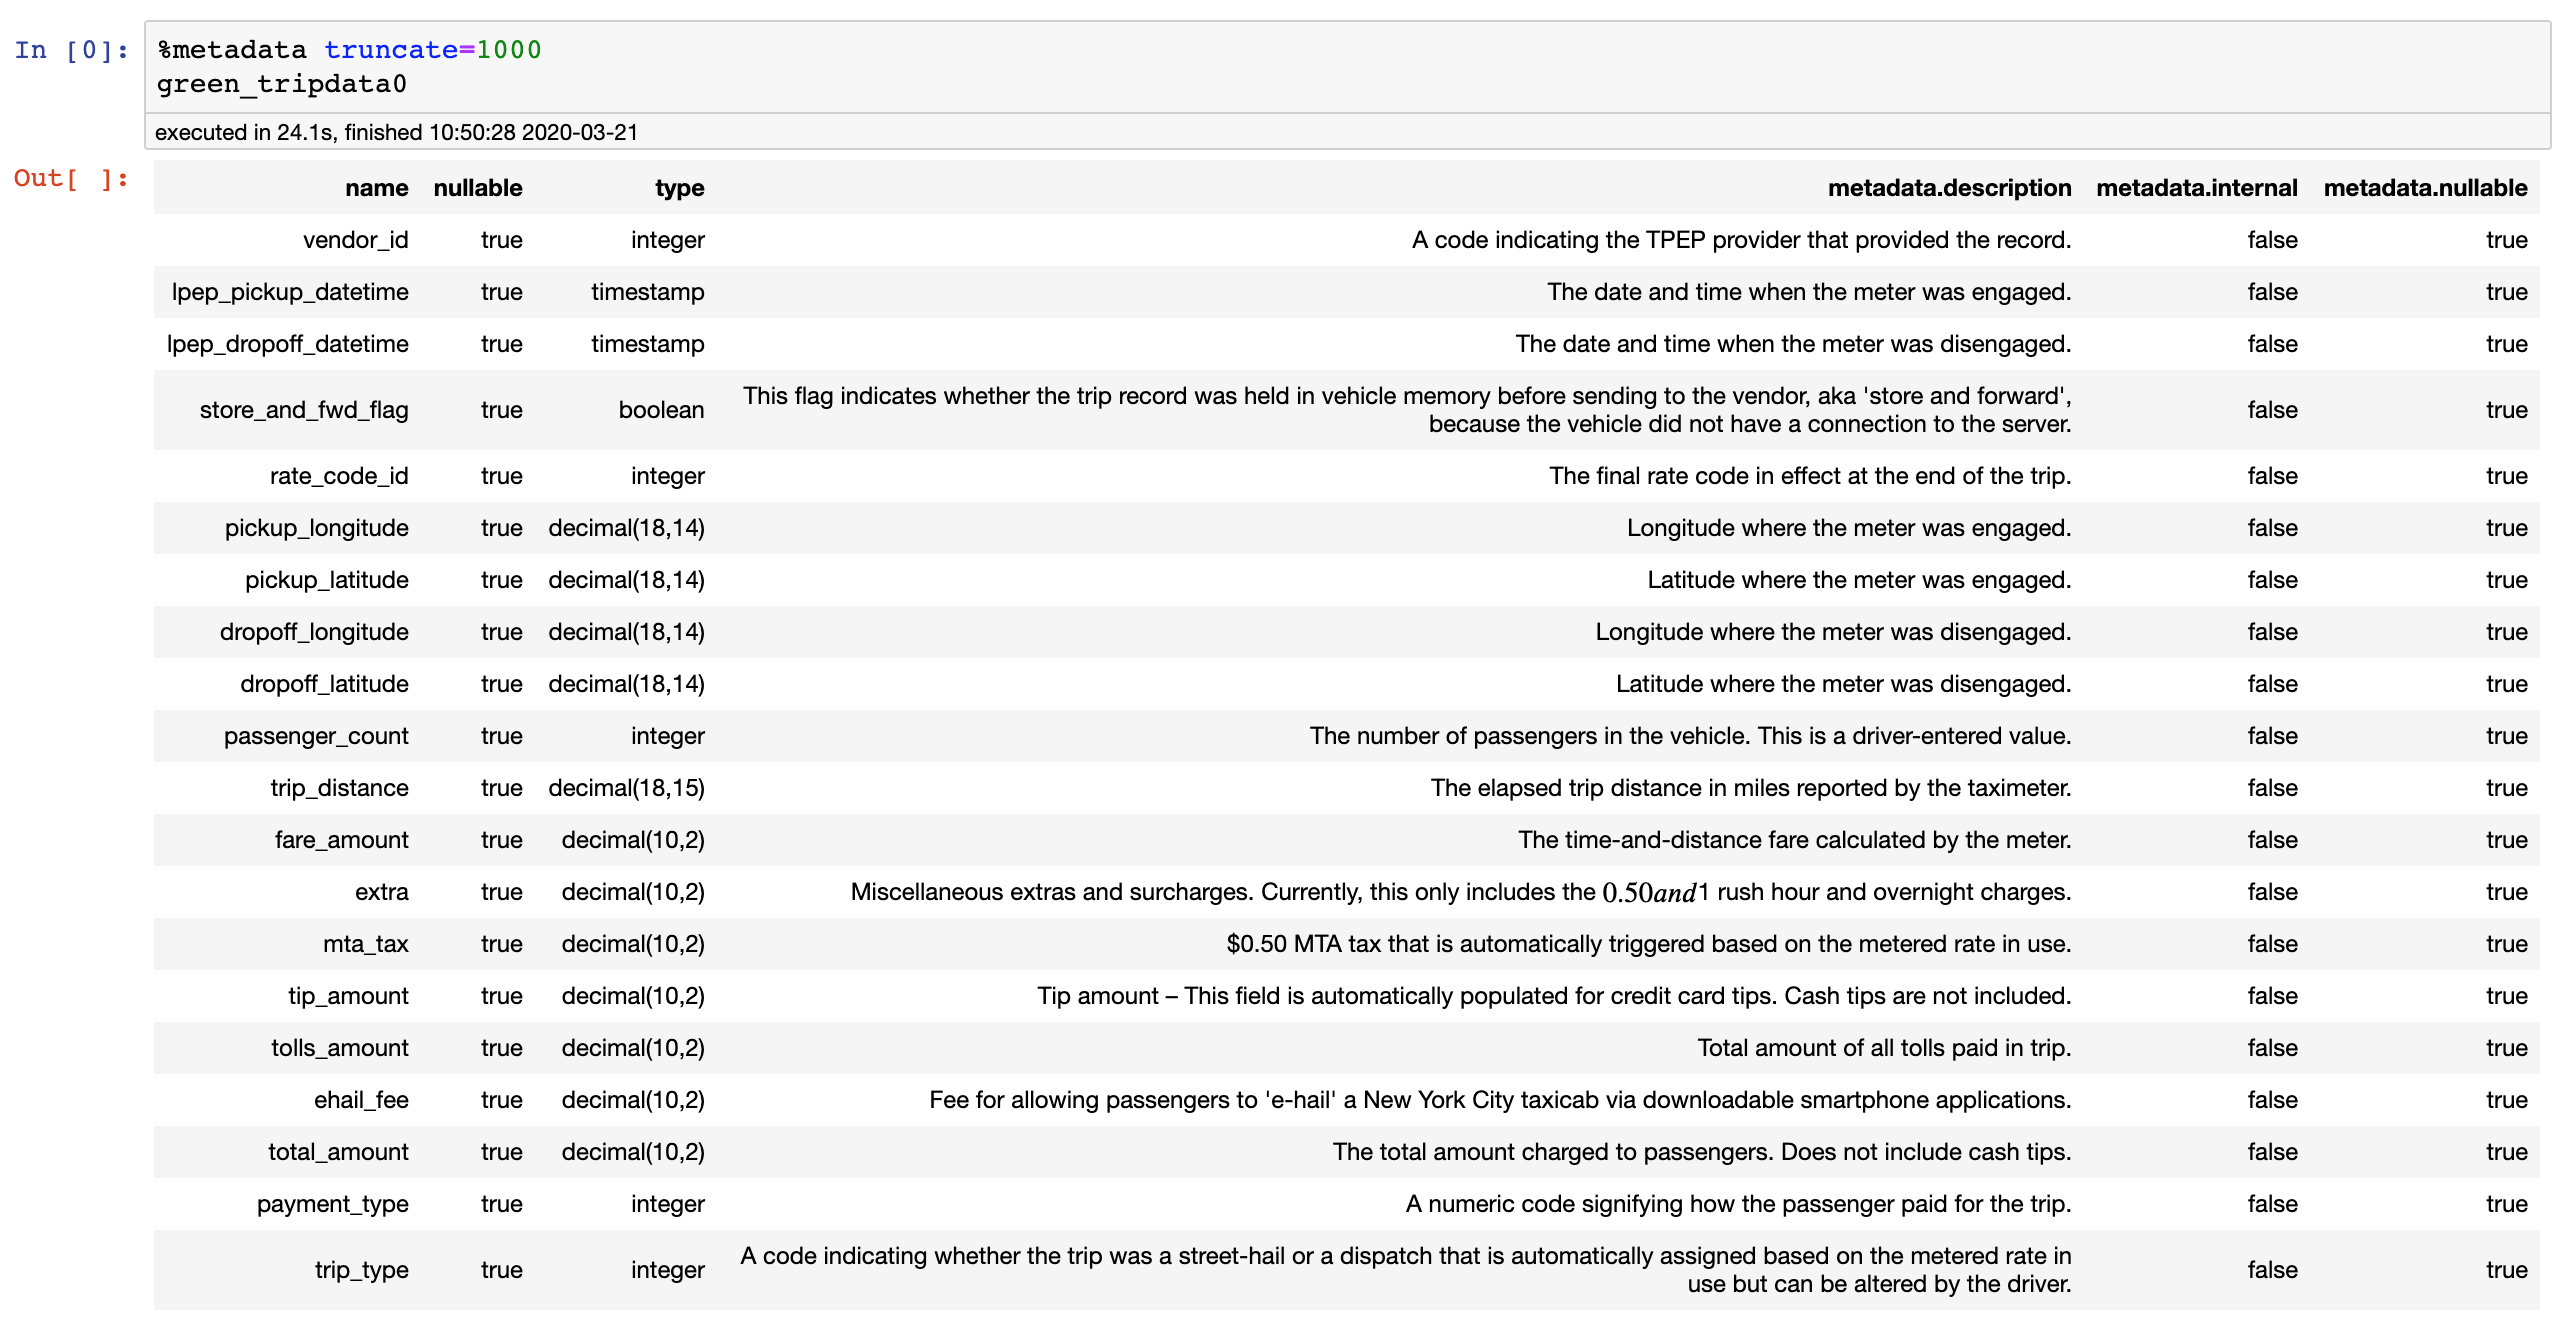 In [0]: %metadata truncate=1000
green_tripdata0
executed in 24.1s, finished 10:50:28 2020-03-21
Out[ ]:
name nullable type metadata.description metadata.internal metadata.nullable
vendor_id true integer A code indicating the TPEP provider that provided the record. false true
lpep_pickup_datetime true timestamp The date and time when the meter was engaged. false true
lpep_dropoff_datetime true timestamp The date and time when the meter was disengaged. false true
store_and_fwd_flag true boolean This flag indicates whether the trip record was held in vehicle memory before sending to the vendor, aka 'store and forward',
because the vehicle did not have a connection to the server. false true
rate_code_id true integer The final rate code in effect at the end of the trip. false true
pickup_longitude true decimal(18,14) Longitude where the meter was engaged. false true
pickup_latitude true decimal(18,14) Latitude where the meter was engaged. false true
dropoff_longitude true decimal(18,14) Longitude where the meter was disengaged. false true
dropoff_latitude true decimal(18,14) Latitude where the meter was disengaged. false true
passenger_count true integer The number of passengers in the vehicle. This is a driver-entered value. false true
trip_distance true decimal(18,15) The elapsed trip distance in miles reported by the taximeter. false true
fare_amount true decimal(10,2) The time-and-distance fare calculated by the meter. false true
extra true decimal(10,2) Miscellaneous extras and surcharges. Currently, this only includes the 0.50and1 rush hour and overnight charges. false true
mta_tax true decimal(10,2) $0.50 MTA tax that is automatically triggered based on the metered rate in use. false true
tip_amount true decimal(10,2) Tip amount – This field is automatically populated for credit card tips. Cash tips are not included. false true
tolls_amount true decimal(10,2) Total amount of all tolls paid in trip. false true
ehail_fee true decimal(10,2) Fee for allowing passengers to 'e-hail' a New York City taxicab via downloadable smartphone applications. false true
total_amount true decimal(10,2) The total amount charged to passengers. Does not include cash tips. false true
payment_type true integer A numeric code signifying how the passenger paid for the trip. false true
trip_type true integer A code indicating whether the trip was a street-hail or a dispatch that is automatically assigned based on the metered rate in
use but can be altered by the driver. false true